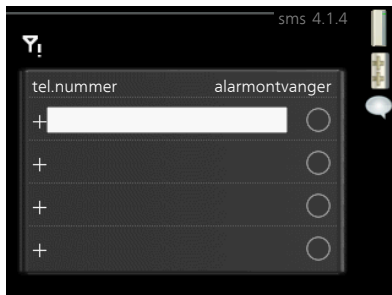 sms 4.1.4
tel.nummer alarmontvanger
+
+
+
+